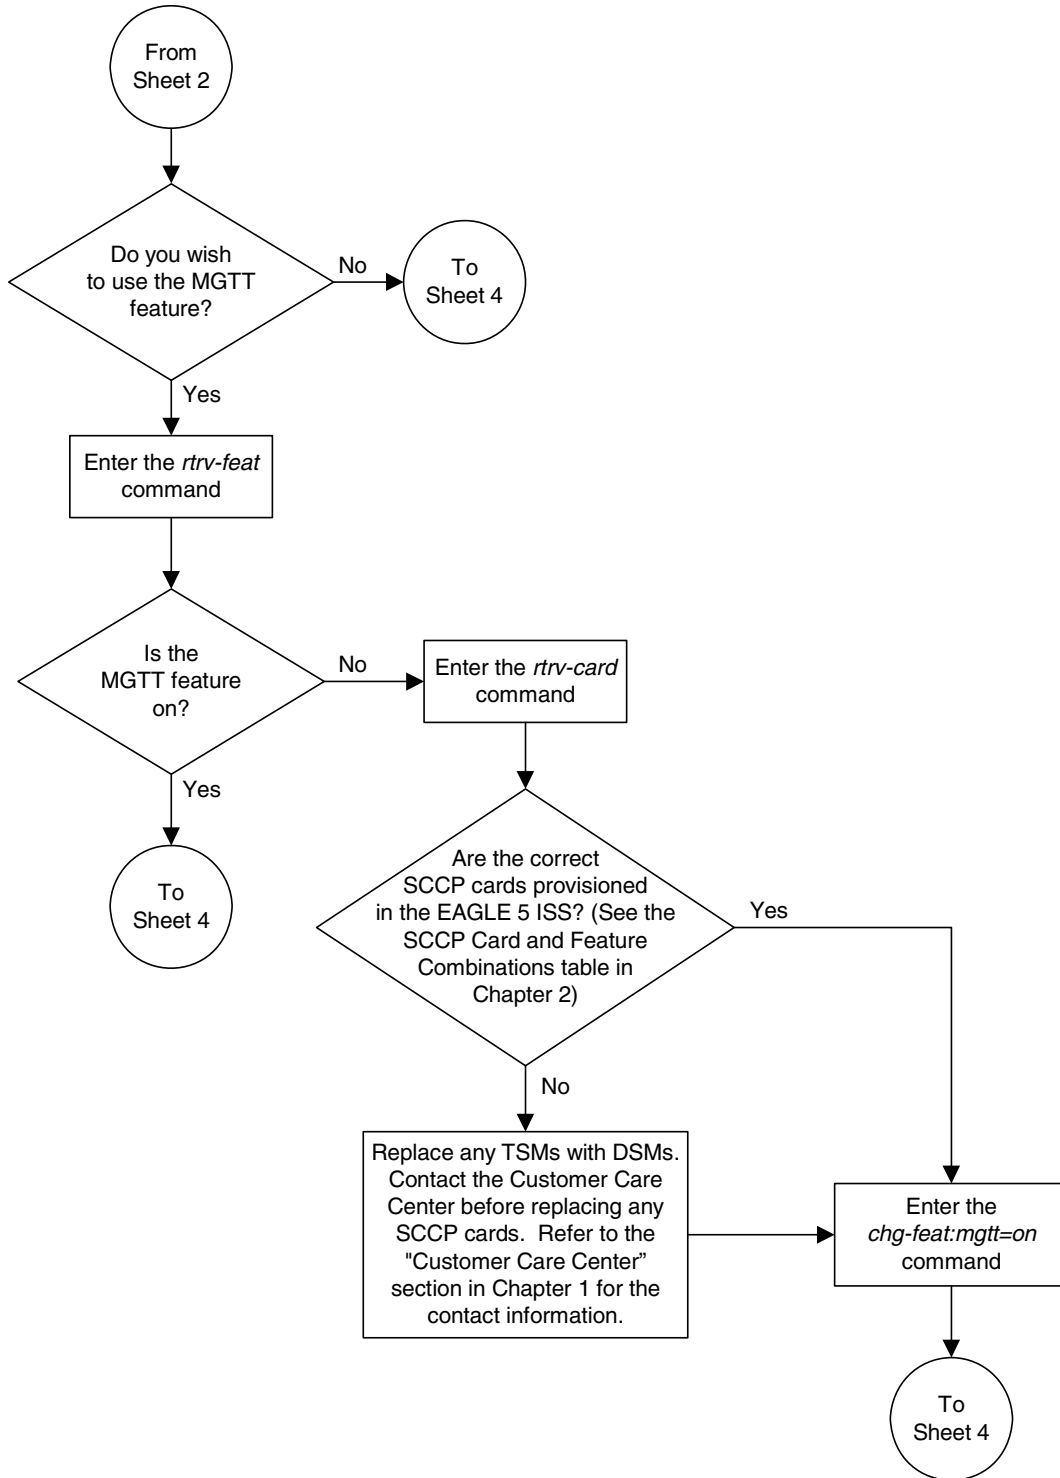 From
Sheet 2
Do you wish
to use the MGTT
feature?
No
To
Sheet 4
Yes
Enter the rtrv-feat
command
Is the
MGTT feature
on?
No
Enter the rtrv-card
command
Yes
To
Sheet 4
Are the correct
SCCP cards provisioned
in the EAGLE 5 ISS? (See the
SCCP Card and Feature
Combinations table in
Chapter 2)
Yes
No
Replace any TSMs with DSMs.
Contact the Customer Care
Center before replacing any
SCCP cards.  Refer to the
"Customer Care Center”
section in Chapter 1 for the
contact information.
Enter the
chg-feat:mgtt=on
command
To
Sheet 4